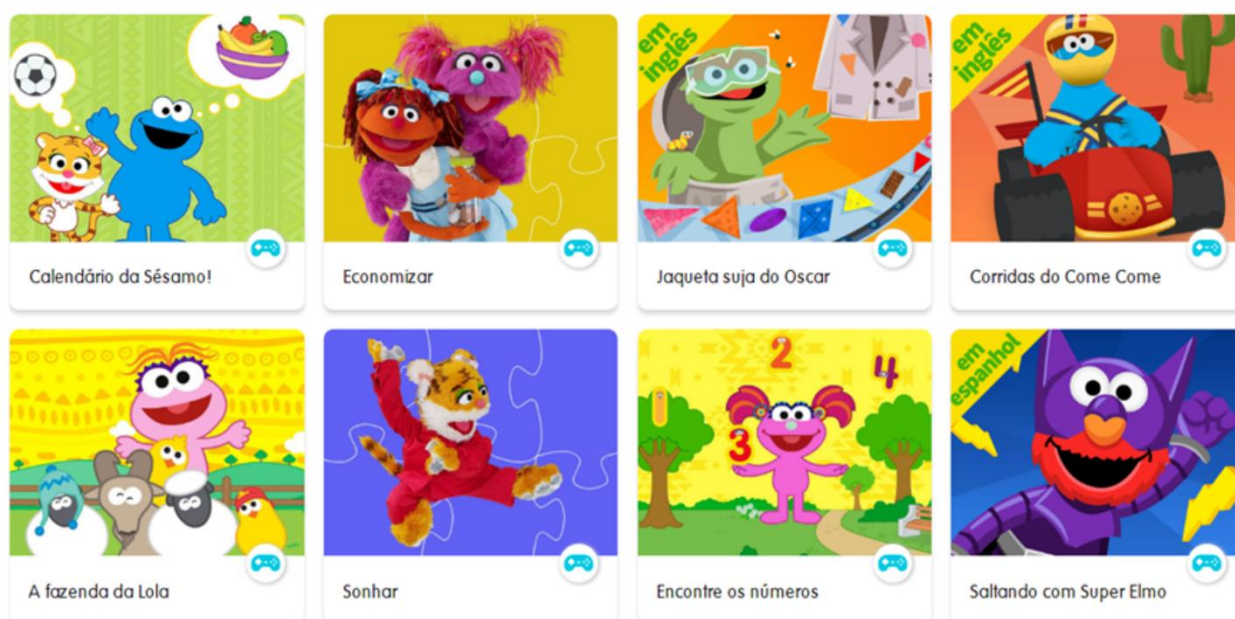 em
inglês
em
inglês
Calendário da Sésamo!
Economizar
Jaqueta suja do Oscar
Corridas do Come Come
2
4
1
3
em
espanhol
A fazenda da Lola
Sonhar
Encontre os números
Saltando com Super Elmo